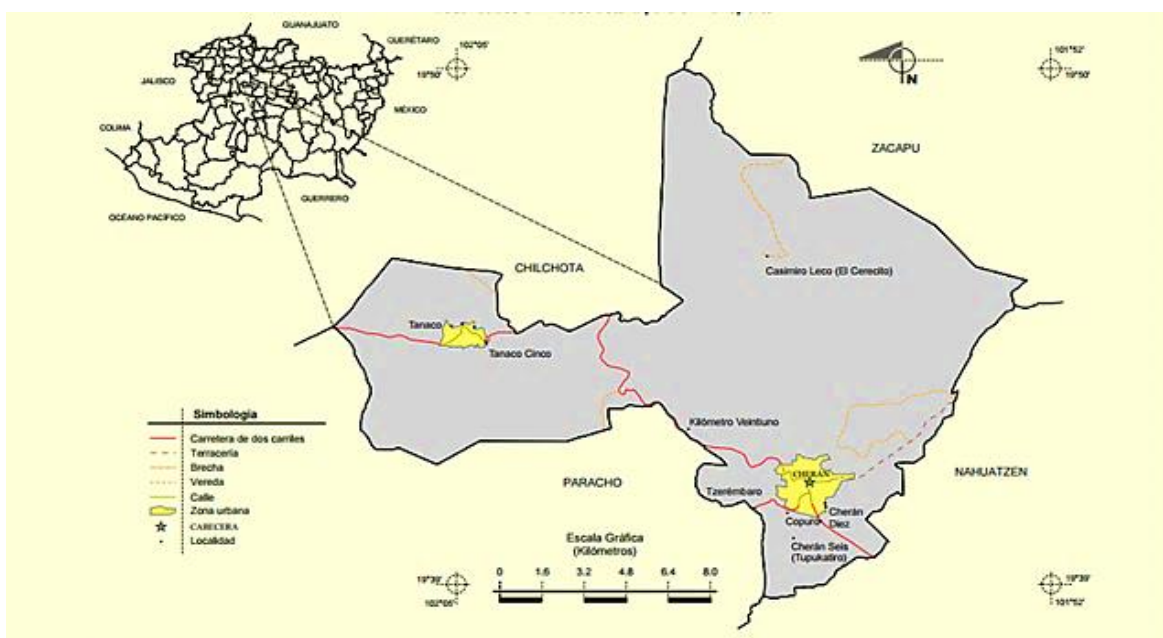 GUANAJUATO
QUERÉTARO
JALISCO
MÉXICO
COLIMA
GUERRERO
OCÉANO PACÍFICO
102°05'
19°50'
101°52'
19°50'
N
ZACAPU
CHILCHOTA
Casimiro Leco (El Cerecito)
Tanaco
Tanaco Cinco
Kilómetro Veintiuno
CHERÁN
NAHUATZEN
PARACHO
Tzerémbaro
Copuro
Cherán
Diez
Cherán Seis
(Tupukatiro)
Simbología
Carretera de dos carriles
Terracería
Brecha
Vereda
Calle
Zona urbana
CABECERA
Localidad
Escala Gráfica
(Kilómetros)
0 1.6 3.2 4.8 6.4 8.0
19°39'
102°05'
19°39'
101°52'